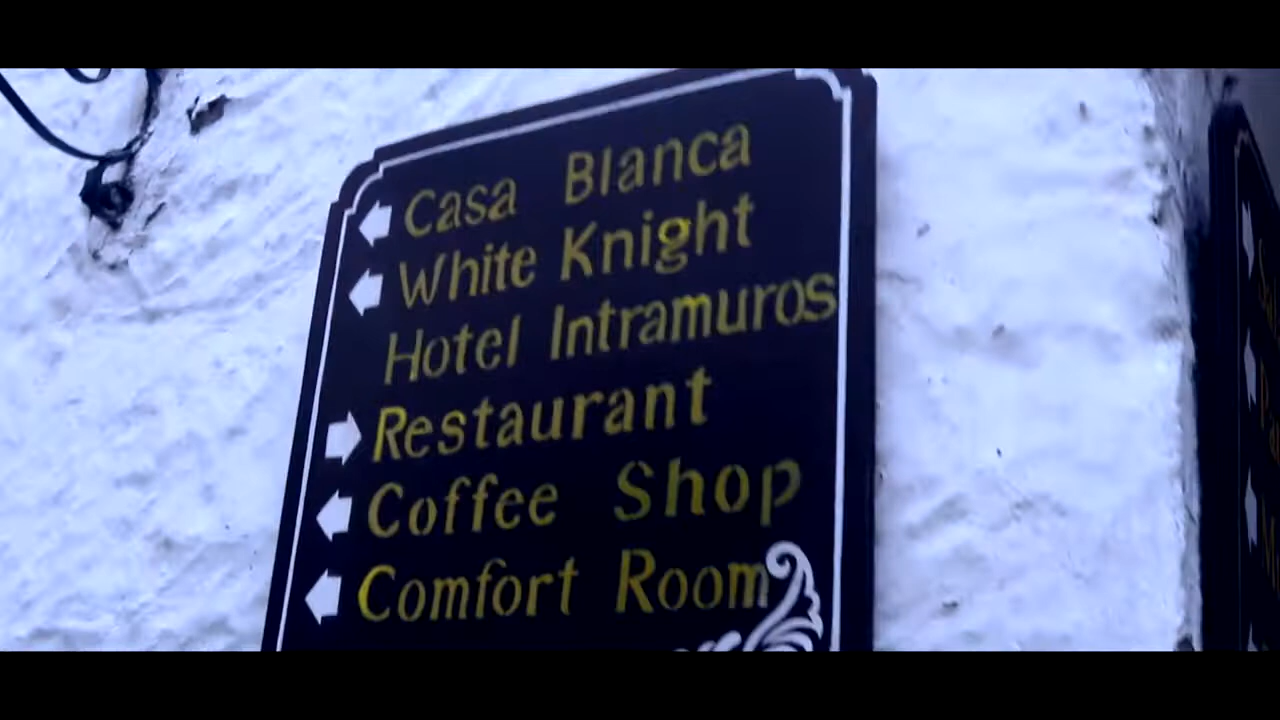 Casa Blanca
White Knight
Hotel Intramuros
Restaurant
Coffee Shop
Comfort Room